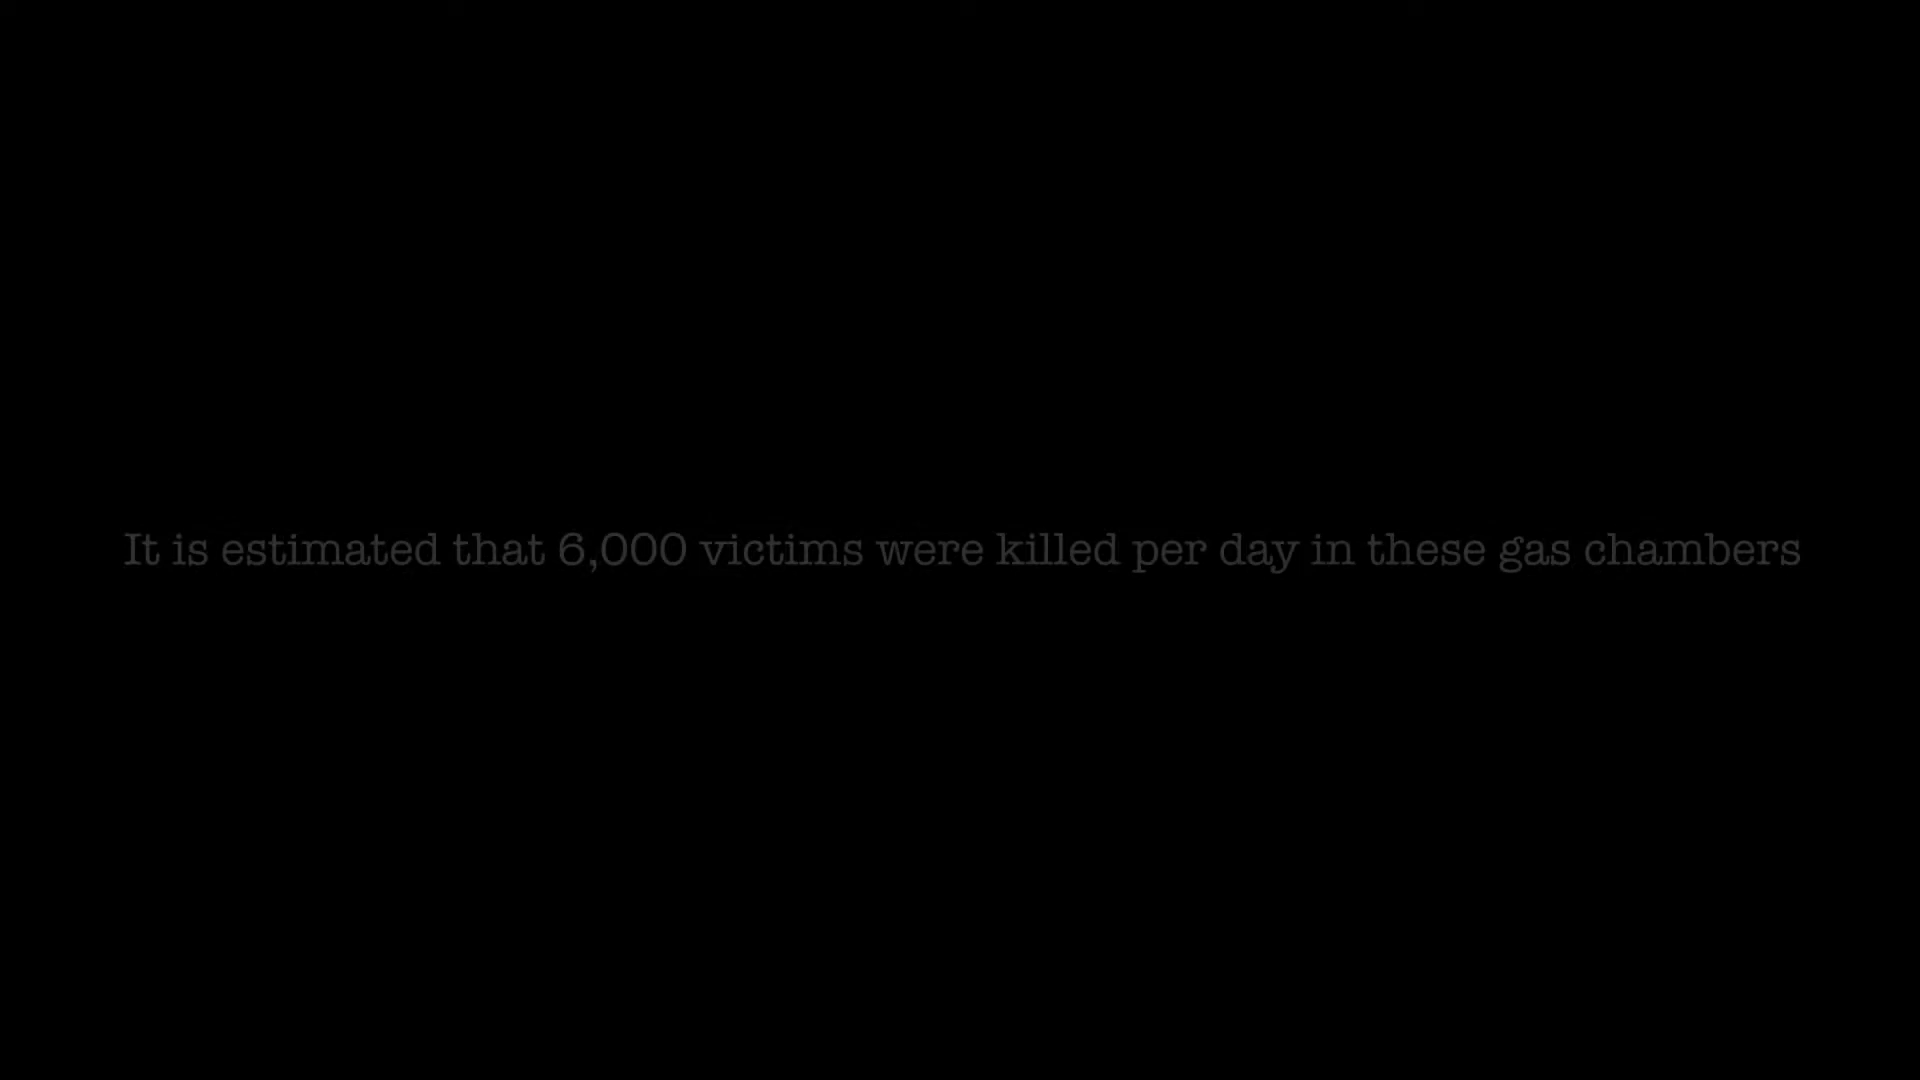 It is estimated that 6,000 victims were killed per day in these gas chambers